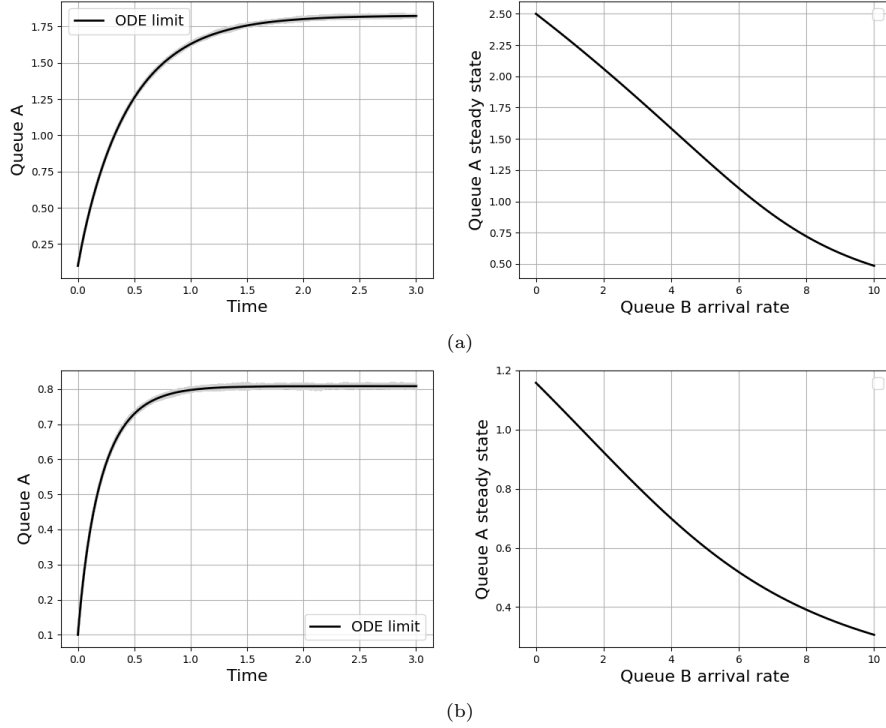 ODE limit
1.75
1.50
1.25
1.00
0.75
0.50
0.25
Queue A
0.0 0.5 1.0 1.5 2.0 2.5 3.0
Time
2.50
2.25
2.00
1.75
1.50
1.25
1.00
0.75
0.50
Queue A steady state
0 2 4 6 8 10
Queue B arrival rate
(a)
0.8
0.7
0.6
0.5
0.4
0.3
0.2
0.1
Queue A
ODE limit
0.0 0.5 1.0 1.5 2.0 2.5 3.0
Time
1.2
1.0
0.8
0.6
0.4
Queue A steady state
0 2 4 6 8 10
Queue B arrival rate
(b)